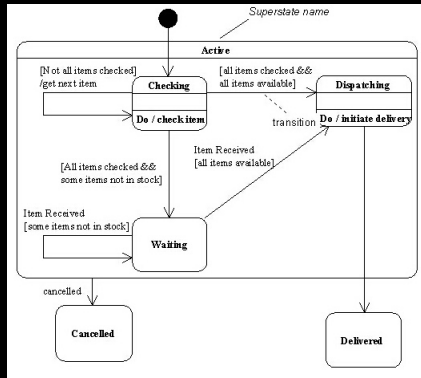 Superstate name
Active
[Not all items checked]
/get next item
Checking
Do / check item
[all items checked &&
all items available]
Dispatching
Do / initiate delivery
transition
[All items checked &&
some items not in stock]
Item Received
[all items available]
Item Received
[some items not in stock]
Waiting
cancelled
Cancelled
Delivered